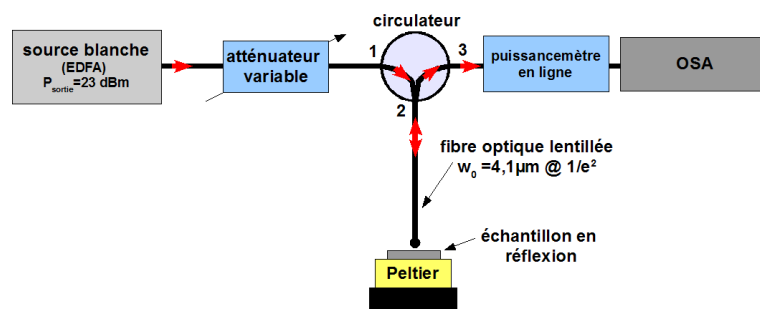 source blanche
(EDFA)
P sortie=23 dBm
atténuateur
variable
circulateur
1
3
2
puissancemètre
en ligne
OSA
fibre optique lentillée
w₀ =4,1µm @ 1/e²
échantillon en
réflexion
Peltier